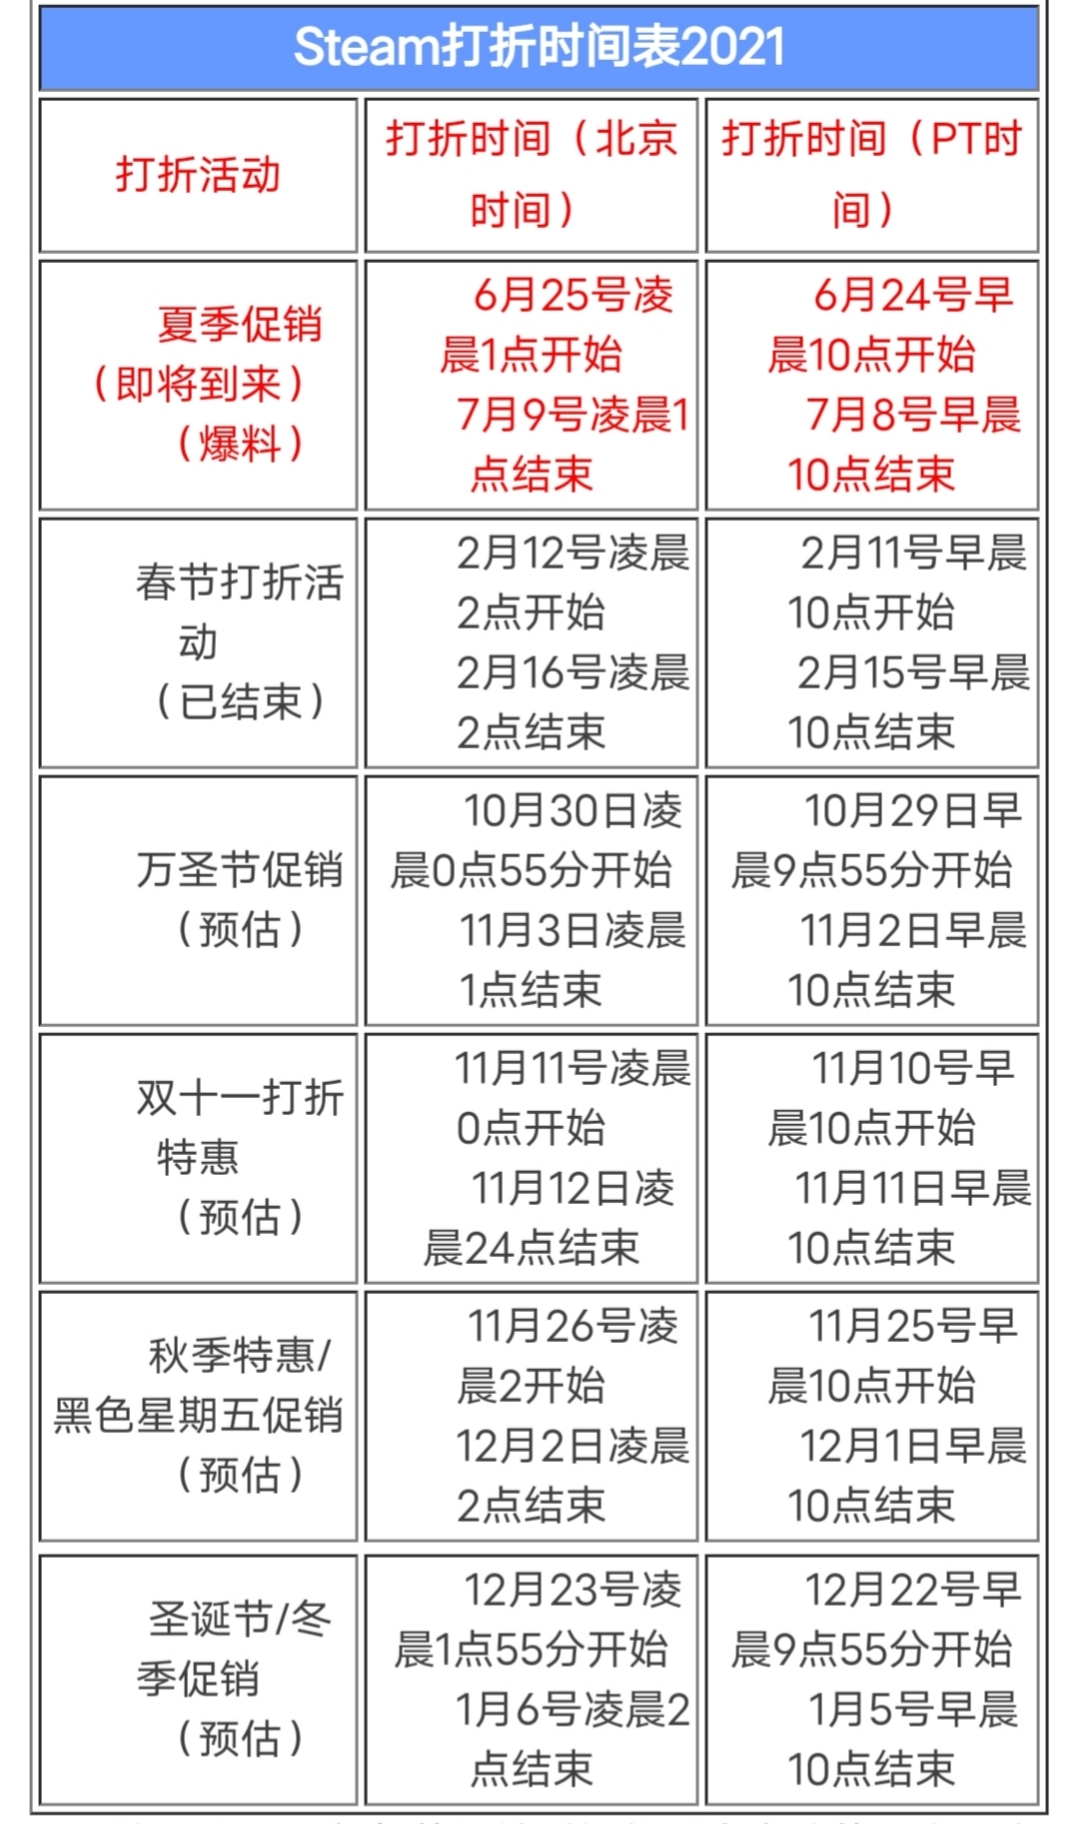 Steam打折时间表2021
打折活动
打折时间（北京
时间）
打折时间（PT时
间）
夏季促销
（即将到来）
（爆料）
6月25号凌
晨1点开始
7月9号凌晨1
点结束
6月24号早
晨10点开始
7月8号早晨
10点结束
春节打折活
动
（已结束）
2月12号凌晨
2点开始
2月16号凌晨
2点结束
2月11号早晨
10点开始
2月15号早晨
10点结束
万圣节促销
（预估）
10月30日凌
晨0点55分开始
11月3日凌晨
1点结束
10月29日早
晨9点55分开始
11月2日早晨
10点结束
双十一打折
特惠
（预估）
11月11号凌晨
0点开始
11月12日凌
晨24点结束
11月10号早
晨10点开始
11月11日早晨
10点结束
秋季特惠/
黑色星期五促销
（预估）
11月26号凌
晨2开始
12月2日凌晨
2点结束
11月25号早
晨10点开始
12月1日早晨
10点结束
圣诞节/冬
季促销
（预估）
12月23号凌
晨1点55分开始
1月6号凌晨2
点结束
12月22号早
晨9点55分开始
1月5号早晨
10点结束